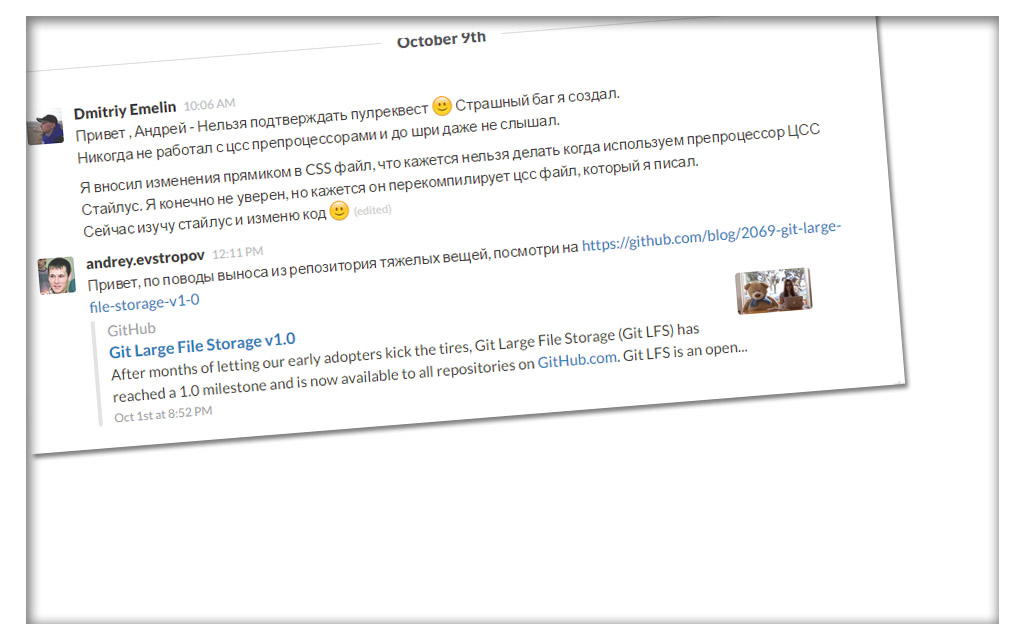 October 9th
Dmitriy Emelin 10:06 AM
Привет , Андрей - Нельзя подтверждать пулреквест 🙂 Страшный баг я создал.
Никогда не работал с цсс препроцессорами и до шри даже не слышал.
Я вносил изменения прямиком в CSS файл, что кажется нельзя делать когда используем препроцессор ЦСС
Стайлус. Я конечно не уверен, но кажется он перекомпилирует цсс файл, который я писал.
Сейчас изучу стайлус и изменю код 🙂 (edited)
andrey.evstropov 12:11 PM
Привет, по поводы выноса из репозитория тяжелых вещей, посмотри на https://github.com/blog/2069-git-large-
file-storage-v1-0
GitHub
Git Large File Storage v1.0
After months of letting our early adopters kick the tires, Git Large File Storage (Git LFS) has
reached a 1.0 milestone and is now available to all repositories on GitHub.com. Git LFS is an open...
Oct 1st at 8:52 PM